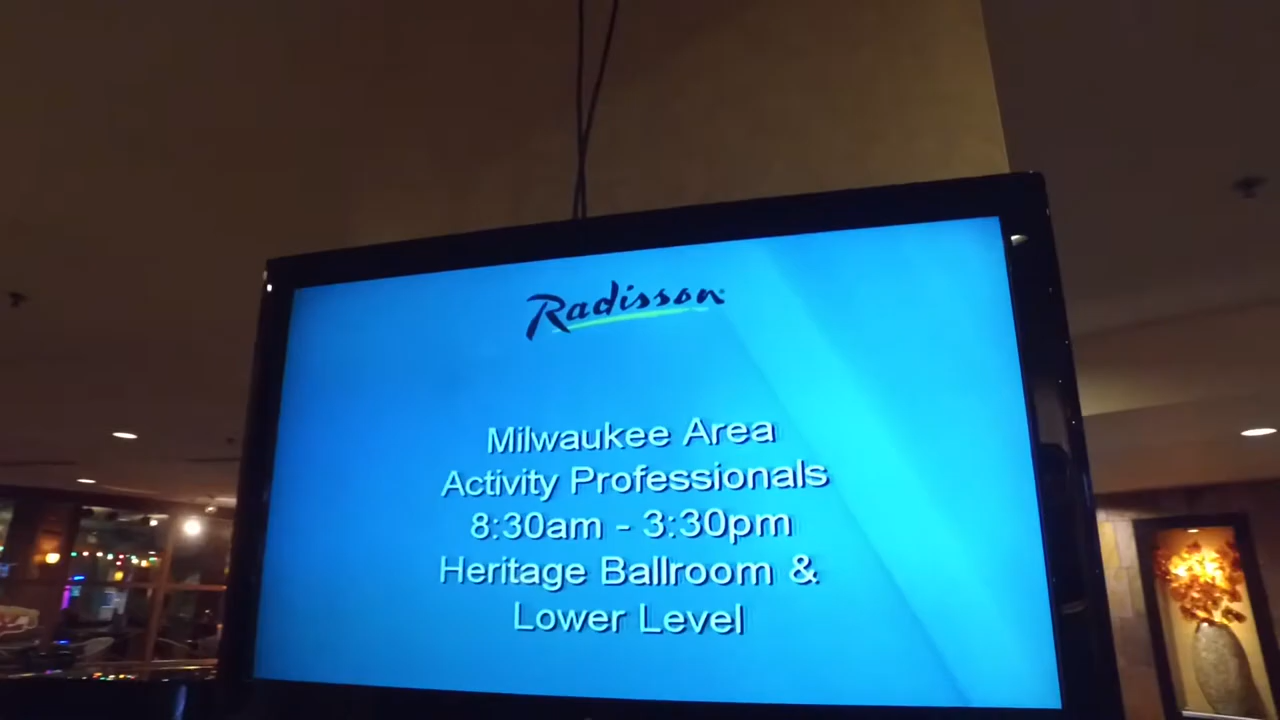 Radisson
Milwaukee Area
Activity Professionals
8:30am - 3:30pm
Heritage Ballroom &
Lower Level